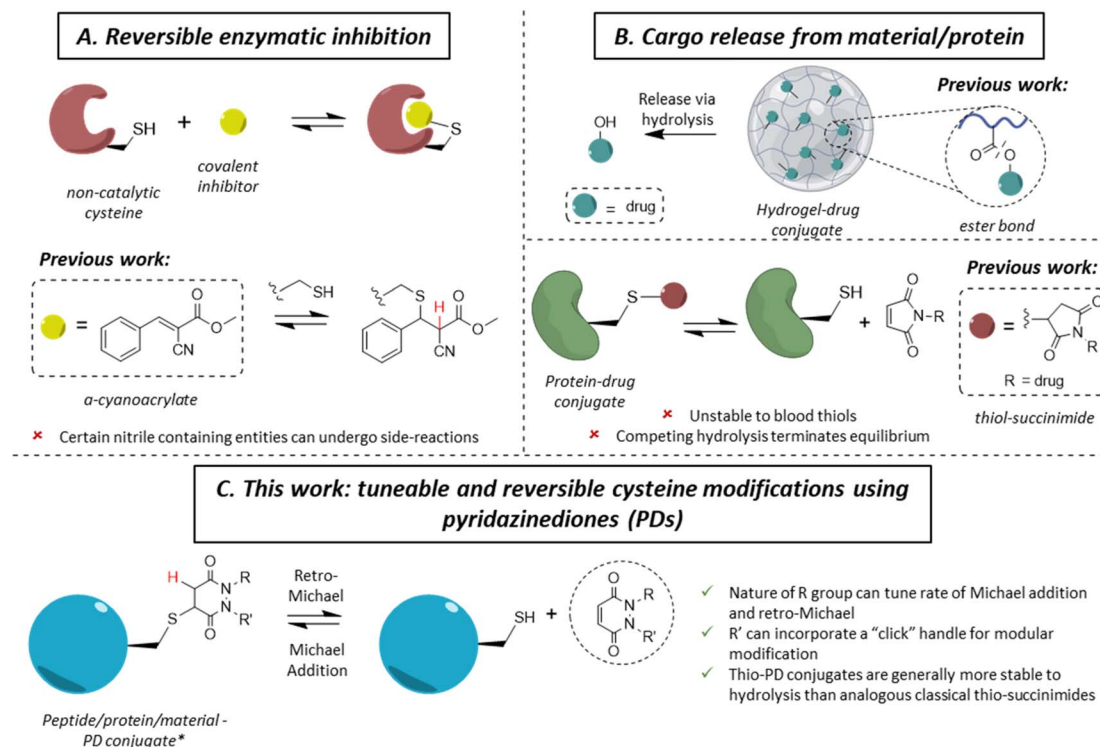 A. Reversible enzymatic inhibition
SH
+
S
non-catalytic
cysteine
covalent
inhibitor
Previous work:
=
O
O
CN
SH
S
H
O
O
CN
α-cyanoacrylate
✗ Certain nitrile containing entities can undergo side-reactions
B. Cargo release from material/protein
OH
Release via
hydrolysis
= drug
Hydrogel-drug
conjugate
Previous work:
O
O
ester bond
S
SH
+
O
N-R
O
Protein-drug
conjugate
Previous work:
=
O
N
O
R
R = drug
thiol-succinimide
✗ Unstable to blood thiols
✗ Competing hydrolysis terminates equilibrium
C. This work: tuneable and reversible cysteine modifications using
pyridazinediones (PDs)
H
O
R
N
N
S
R'
O
Retro-
Michael
Michael
Addition
SH
+
O
R
N
N
R'
O
✓ Nature of R group can tune rate of Michael addition
and retro-Michael
✓ R’ can incorporate a “click” handle for modular
modification
✓ Thio-PD conjugates are generally more stable to
hydrolysis than analogous classical thio-succinimides
Peptide/protein/material -
PD conjugate*